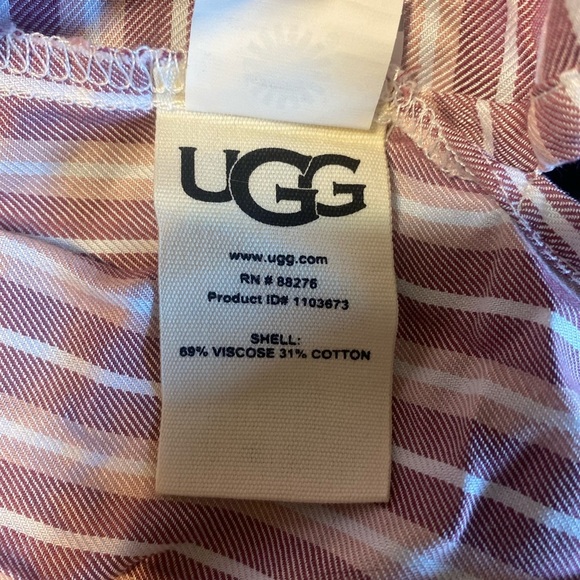 UGG
www.ugg.com
RN # 88276
Product ID# 1103673
SHELL:
69% VISCOSE 31% COTTON